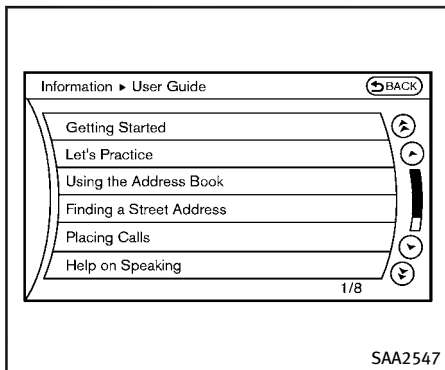 Information ▸ User Guide
BACK
Getting Started
Let's Practice
Using the Address Book
Finding a Street Address
Placing Calls
Help on Speaking
1/8
SAA2547